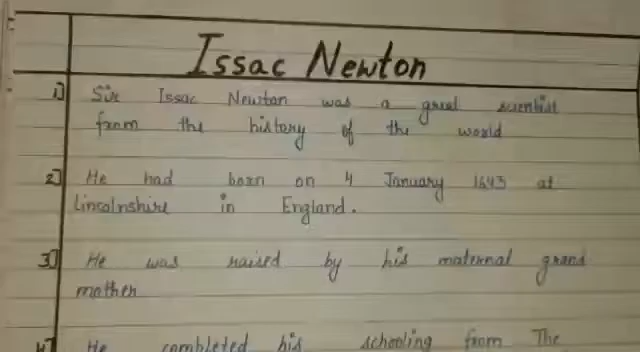 Issac Newton
1] Sir Issac Newton was a great scientist
from the history of the world
2] He had born on 4 January 1643 at
Lincolnshire in England.
3] He was raised by his maternal grand
mother
4] He completed his schooling from The